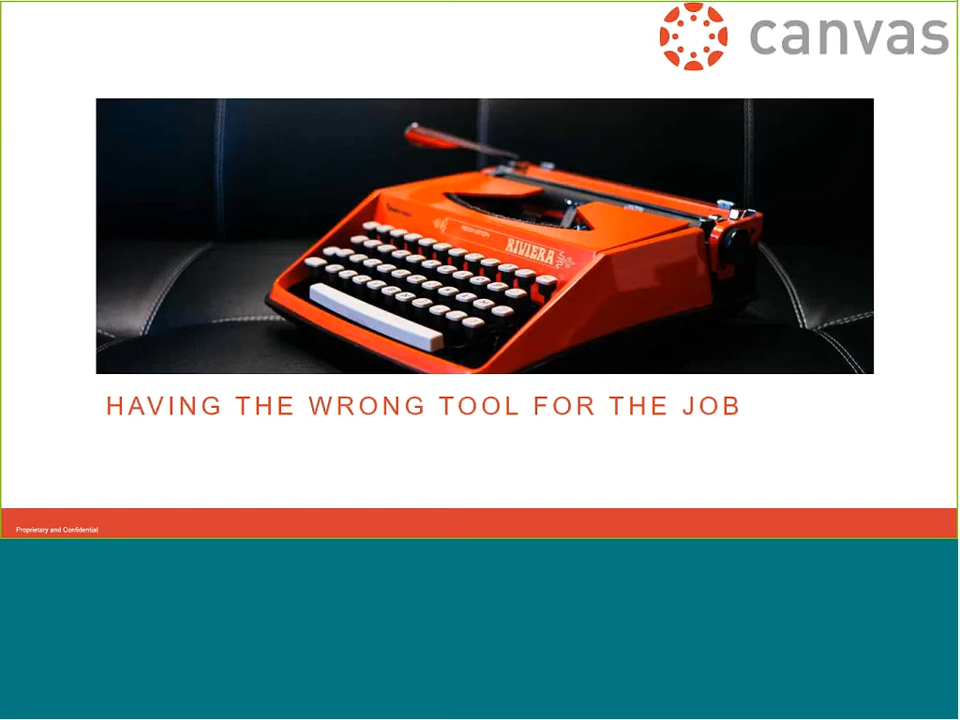 canvas
RIVIERA
HAVING THE WRONG TOOL FOR THE JOB
Proprietary and Confidential